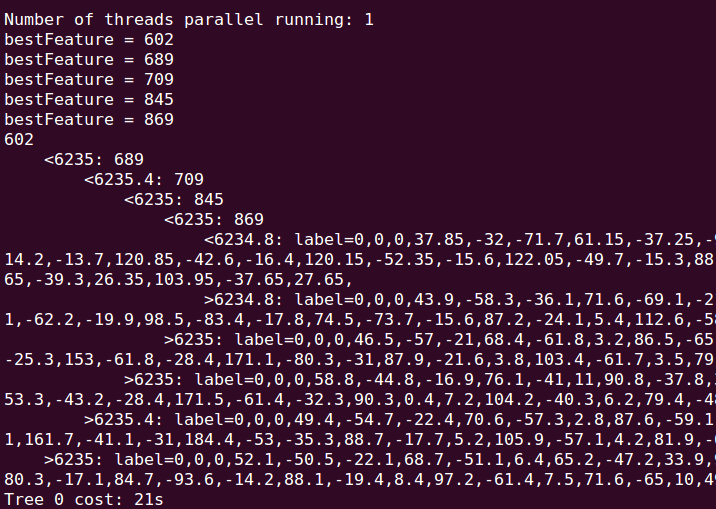 Number of threads parallel running: 1
bestFeature = 602
bestFeature = 689
bestFeature = 709
bestFeature = 845
bestFeature = 869
602
    <6235: 689
        <6235.4: 709
            <6235: 845
                <6235: 869
                    <6234.8: label=0,0,0,37.85,-32,-71.7,61.15,-37.25,-9
14.2,-13.7,120.85,-42.6,-16.4,120.15,-52.35,-15.6,122.05,-49.7,-15.3,88
65,-39.3,26.35,103.95,-37.65,27.65,
                    >6234.8: label=0,0,0,43.9,-58.3,-36.1,71.6,-69.1,-2
1,-62.2,-19.9,98.5,-83.4,-17.8,74.5,-73.7,-15.6,87.2,-24.1,5.4,112.6,-58
                >6235: label=0,0,0,46.5,-57,-21,68.4,-61.8,3.2,86.5,-65
-25.3,153,-61.8,-28.4,171.1,-80.3,-31,87.9,-21.6,3.8,103.4,-61.7,3.5,79
            >6235: label=0,0,0,58.8,-44.8,-16.9,76.1,-41,11,90.8,-37.8,3
53.3,-43.2,-28.4,171.5,-61.4,-32.3,90.3,0.4,7.2,104.2,-40.3,6.2,79.4,-48
        >6235.4: label=0,0,0,49.4,-54.7,-22.4,70.6,-57.3,2.8,87.6,-59.1
1,161.7,-41.1,-31,184.4,-53,-35.3,88.7,-17.7,5.2,105.9,-57.1,4.2,81.9,-6
    >6235: label=0,0,0,52.1,-50.5,-22.1,68.7,-51.1,6.4,65.2,-47.2,33.9,9
80.3,-17.1,84.7,-93.6,-14.2,88.1,-19.4,8.4,97.2,-61.4,7.5,71.6,-65,10,49
Tree 0 cost: 21s